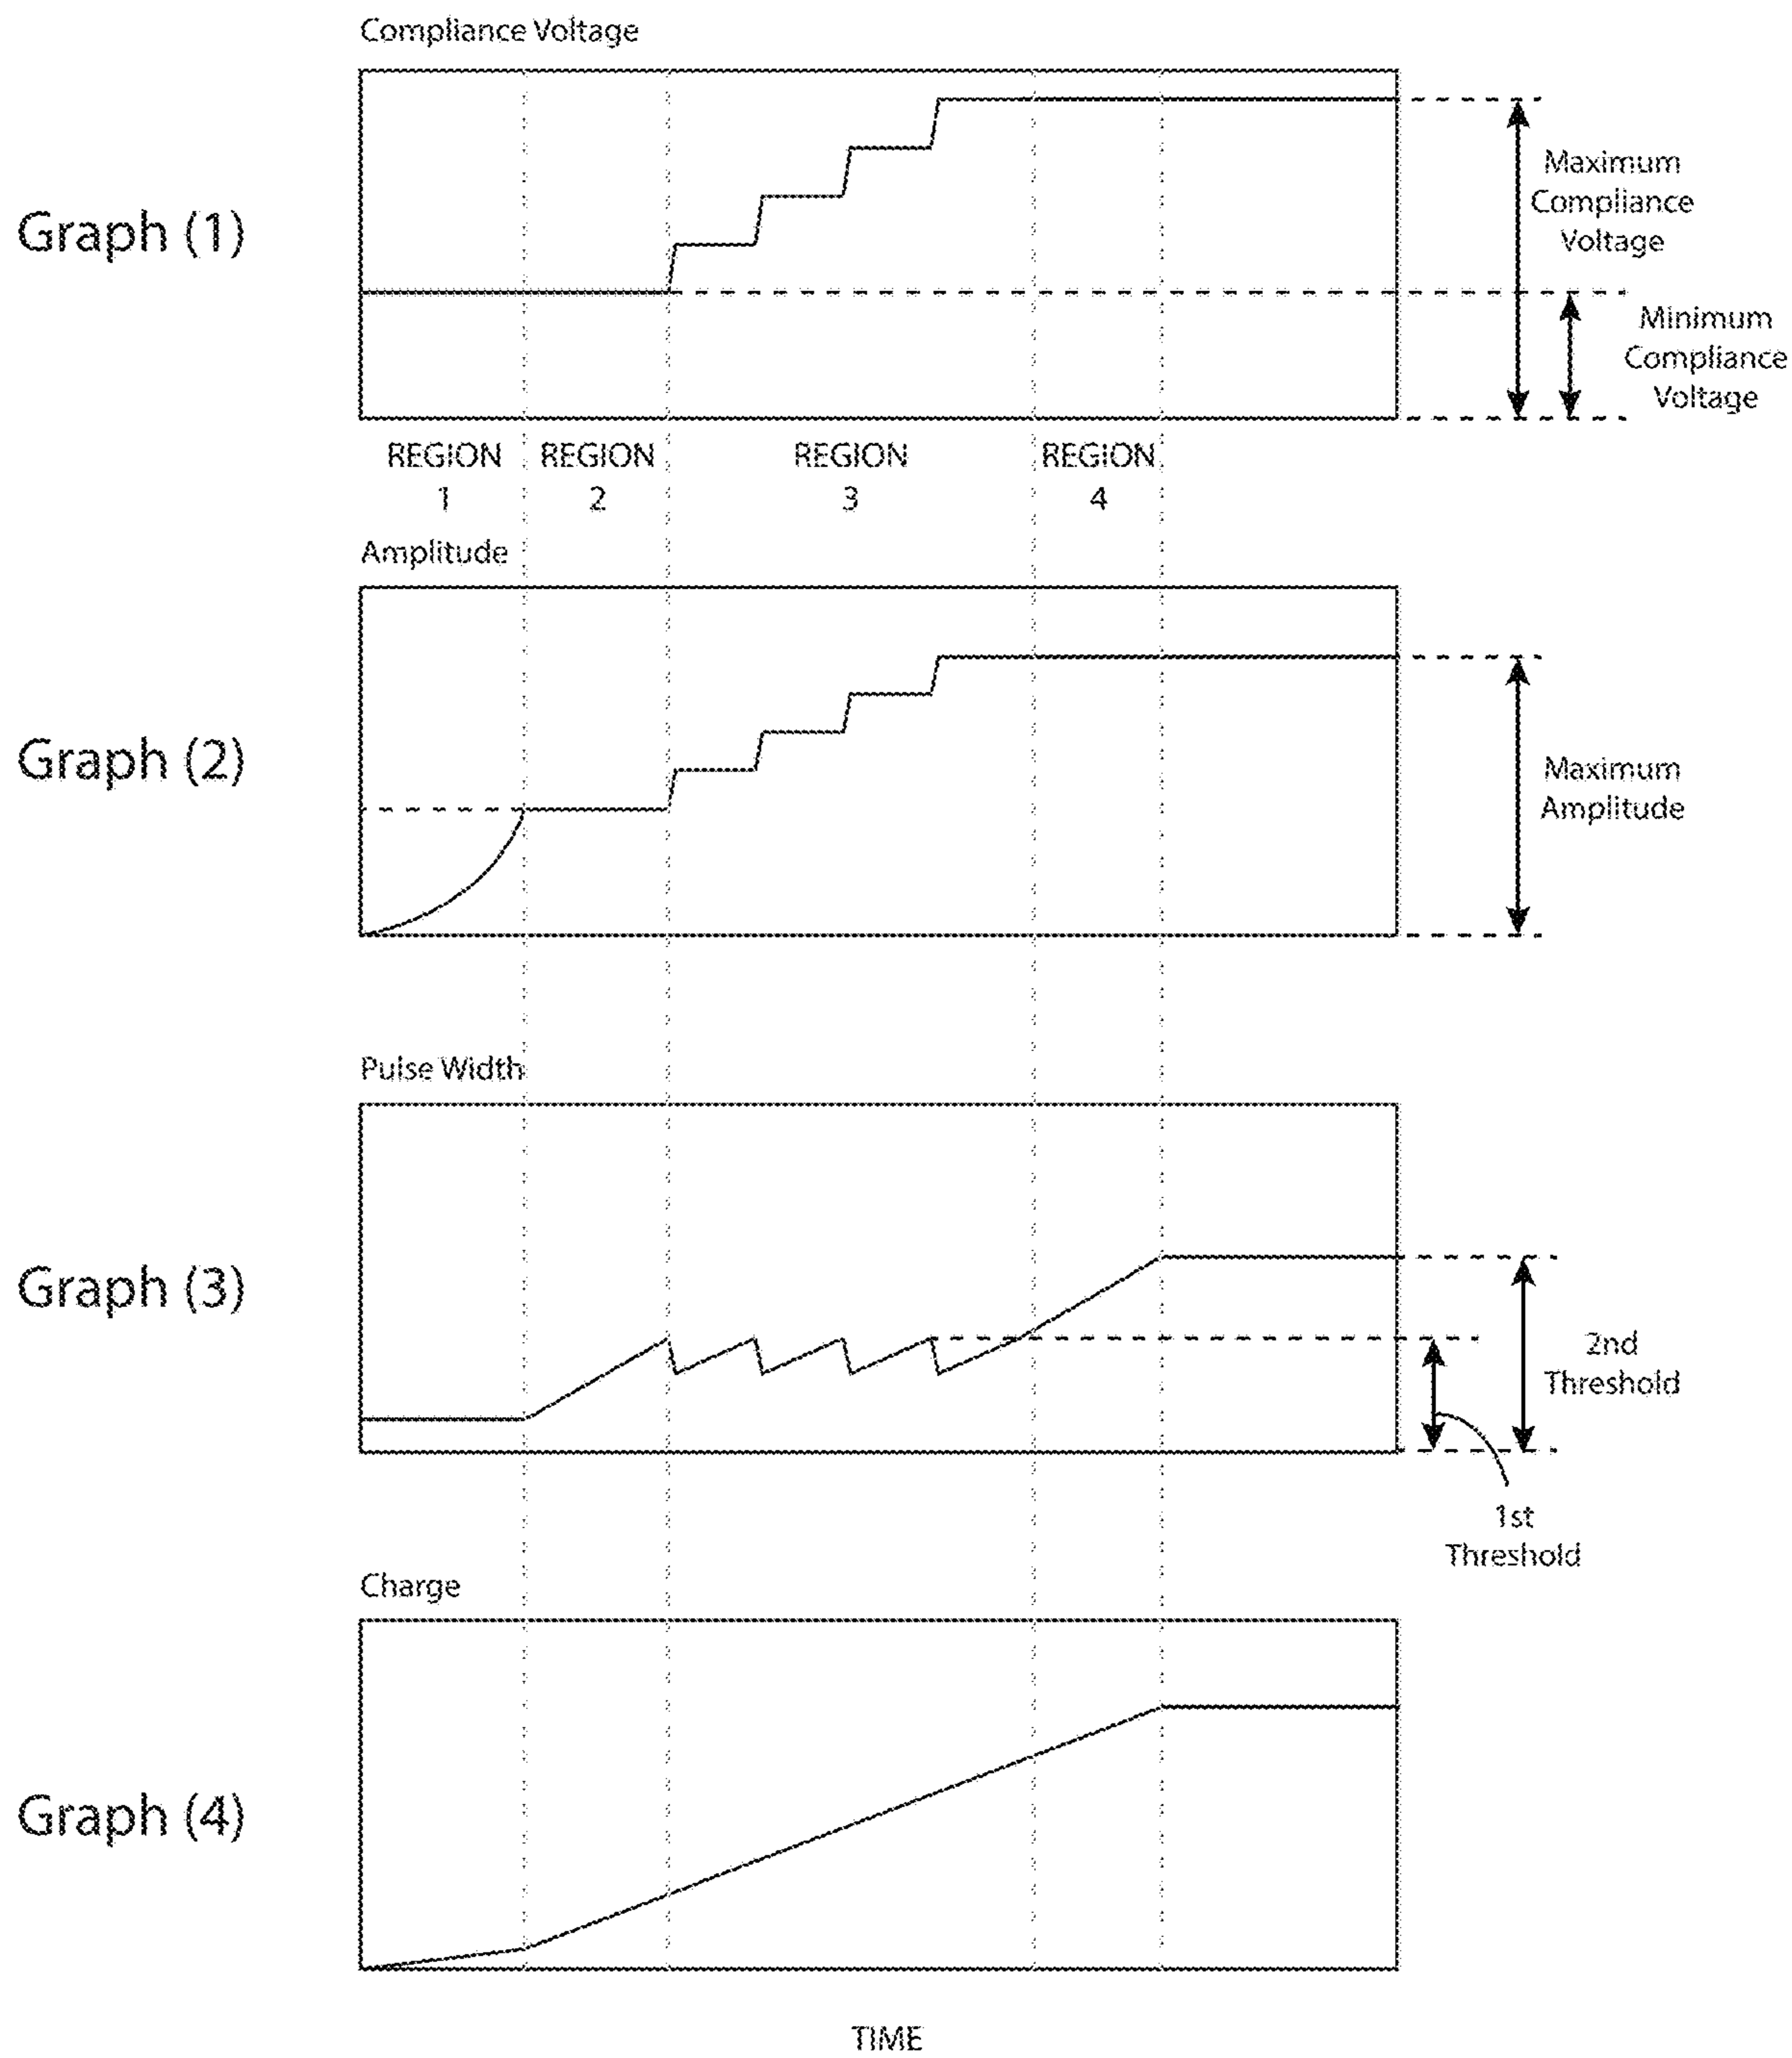 Compliance Voltage
Graph (1)
Maximum
Compliance
Voltage
Minimum
Compliance
Voltage
REGION
1
REGION
2
REGION
3
REGION
4
Amplitude
Graph (2)
Maximum
Amplitude
Pulse Width
Graph (3)
2nd
Threshold
1st
Threshold
Charge
Graph (4)
TIME